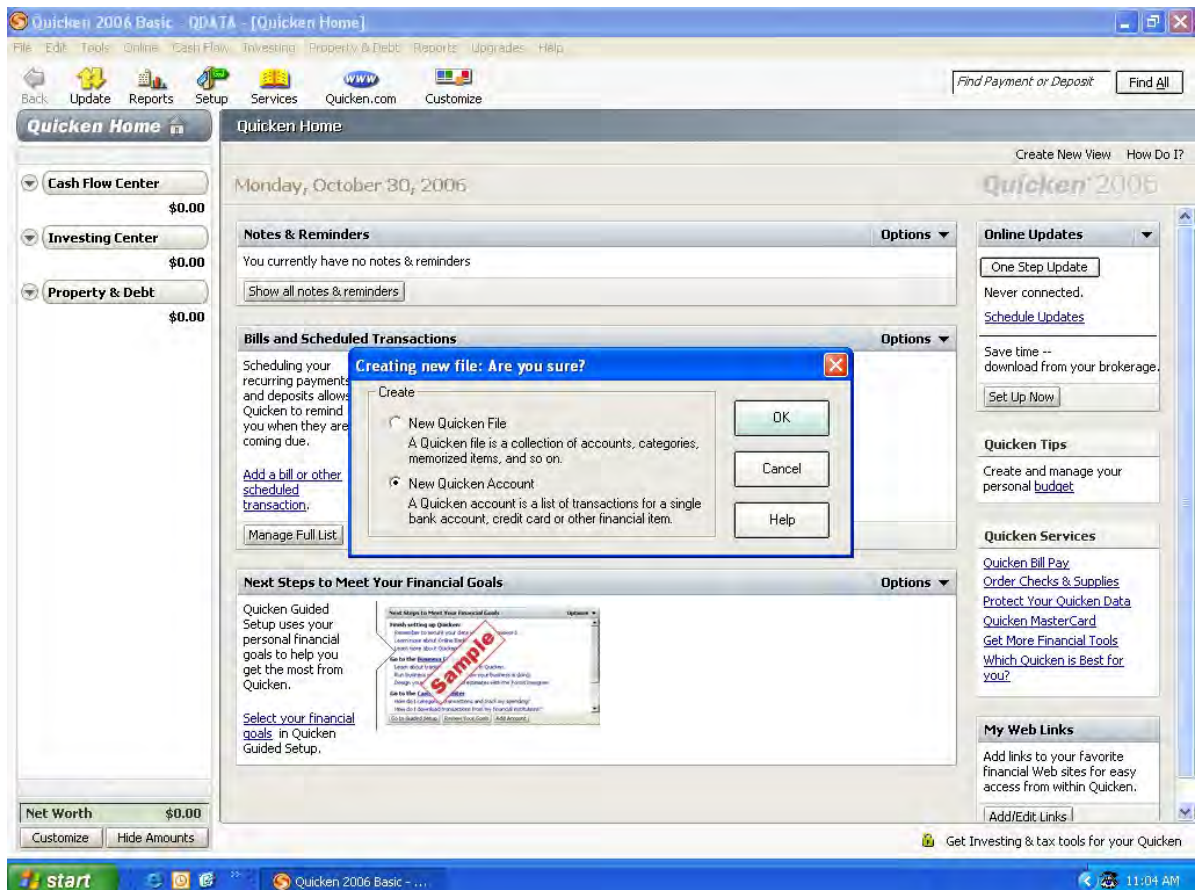 Quicken 2006 Basic - QDATA - [Quicken Home]
File Edit Tools Online Cash Flow Investing Property & Debt Reports Upgrades Help
Back Update Reports Setup Services Quicken.com Customize
Find Payment or Deposit Find All
Quicken Home
Quicken Home
Create New View How Do I?
Cash Flow Center
$0.00
Investing Center
$0.00
Property & Debt
$0.00
Monday, October 30, 2006
Quicken 2006
Notes & Reminders Options
You currently have no notes & reminders
Show all notes & reminders
Bills and Scheduled Transactions Options
Scheduling your
recurring payments
and deposits allows
Quicken to remind
you when they are
coming due.
Add a bill or other
scheduled
transaction.
Manage Full List
Creating new file: Are you sure?
Create
New Quicken File
A Quicken file is a collection of accounts, categories,
memorized items, and so on.
New Quicken Account
A Quicken account is a list of transactions for a single
bank account, credit card or other financial item.
OK
Cancel
Help
Next Steps to Meet Your Financial Goals Options
Quicken Guided
Setup uses your
personal financial
goals to help you
get the most from
Quicken.
Select your financial
goals in Quicken
Guided Setup.
Next Steps to Meet Your Financial Goals Options
Finish setting up Quicken:
Sample
Online Updates
One Step Update
Never connected.
Schedule Updates
Save time --
download from your brokerage.
Set Up Now
Quicken Tips
Create and manage your
personal budget
Quicken Services
Quicken Bill Pay
Order Checks & Supplies
Protect Your Quicken Data
Quicken MasterCard
Get More Financial Tools
Which Quicken is Best for
you?
My Web Links
Add links to your favorite
financial Web sites for easy
access from within Quicken.
Add/Edit Links
Net Worth $0.00
Customize Hide Amounts
Get Investing & tax tools for your Quicken
start
Quicken 2006 Basic - ...
11:04 AM